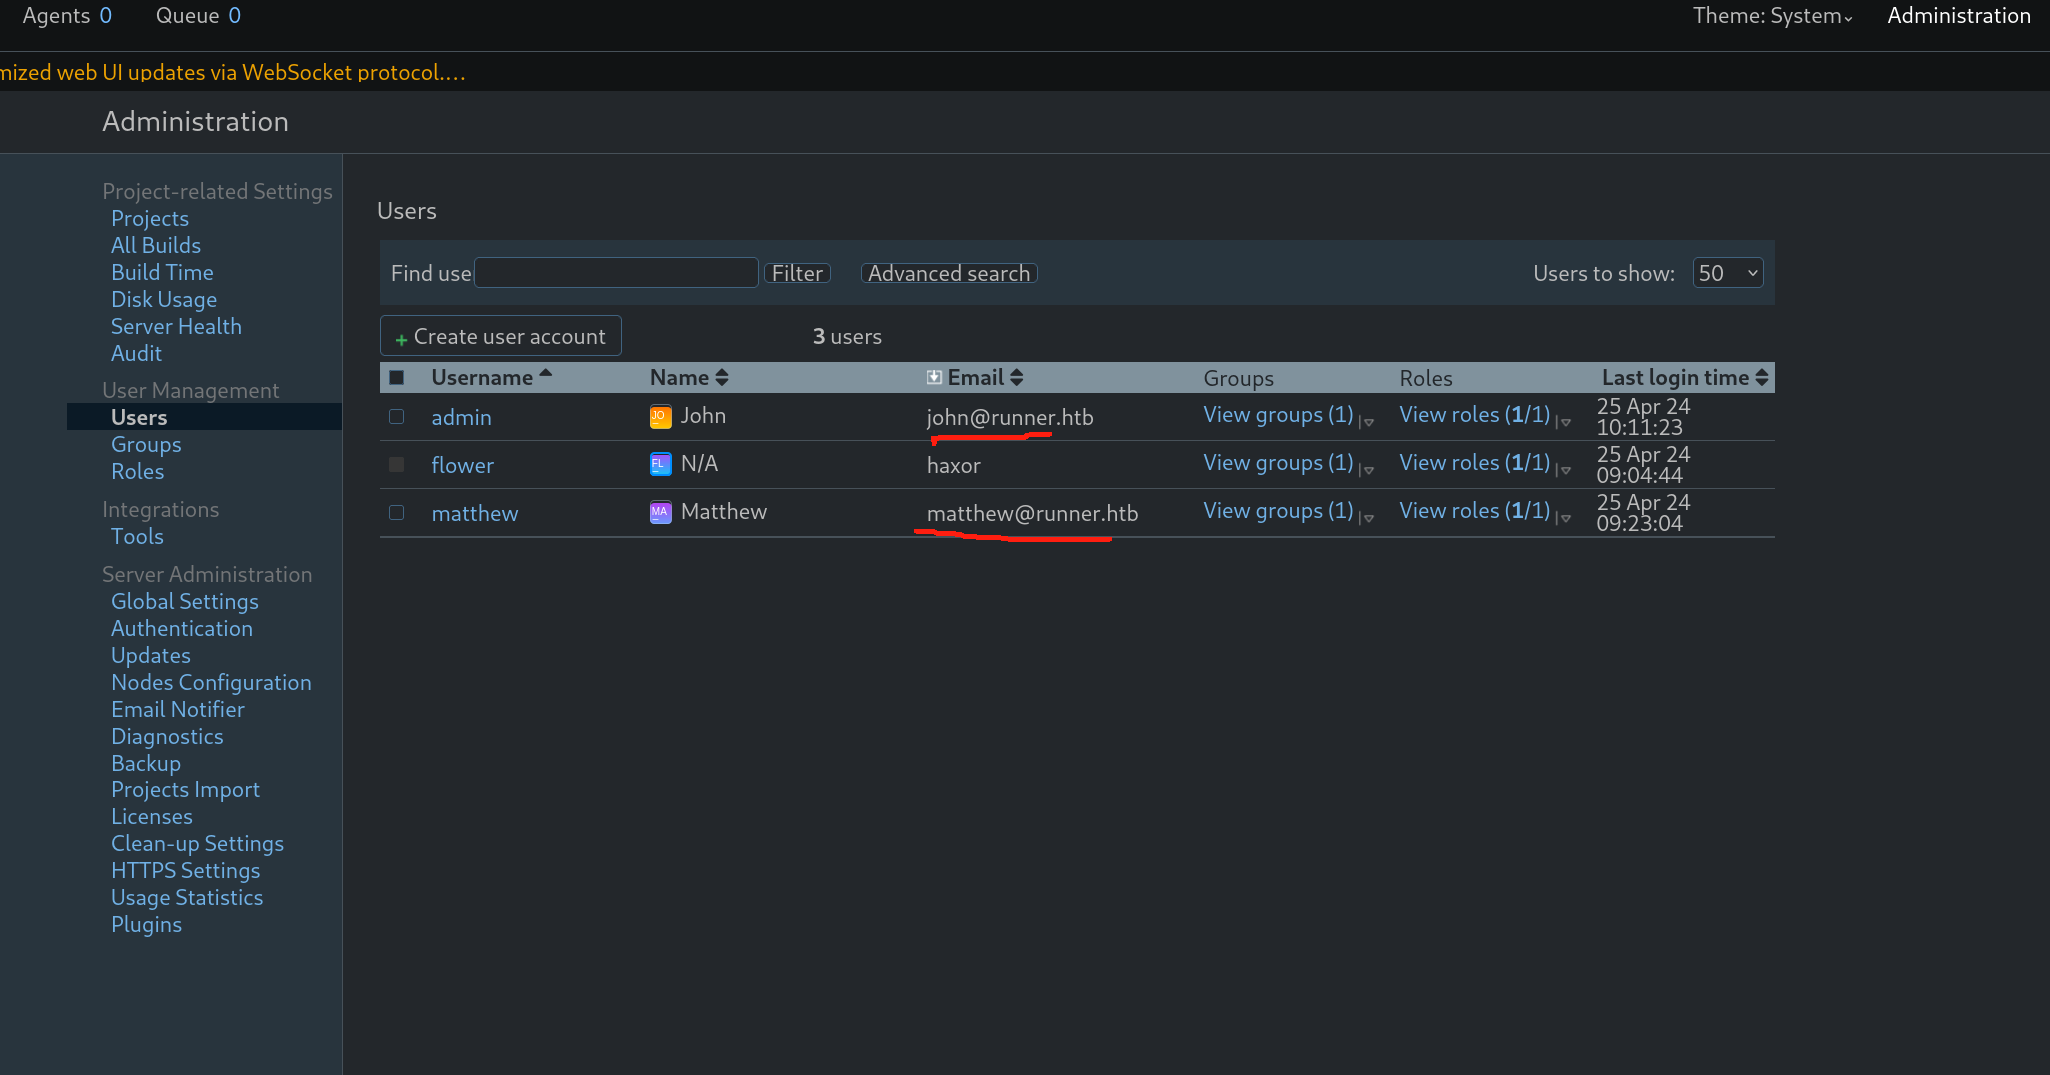 Agents 0 Queue 0 Theme: System Administration
mized web UI updates via WebSocket protocol....
Administration
Project-related Settings
Projects
All Builds
Build Time
Disk Usage
Server Health
Audit
User Management
Users
Groups
Roles
Integrations
Tools
Server Administration
Global Settings
Authentication
Updates
Nodes Configuration
Email Notifier
Diagnostics
Backup
Projects Import
Licenses
Clean-up Settings
HTTPS Settings
Usage Statistics
Plugins
Users
Find use Filter Advanced search Users to show: 50
+ Create user account 3 users
Username Name Email Groups Roles Last login time
admin JO John john@runner.htb View groups (1) View roles (1/1) 25 Apr 24
10:11:23
flower FL N/A haxor View groups (1) View roles (1/1) 25 Apr 24
09:04:44
matthew MA Matthew matthew@runner.htb View groups (1) View roles (1/1) 25 Apr 24
09:23:04